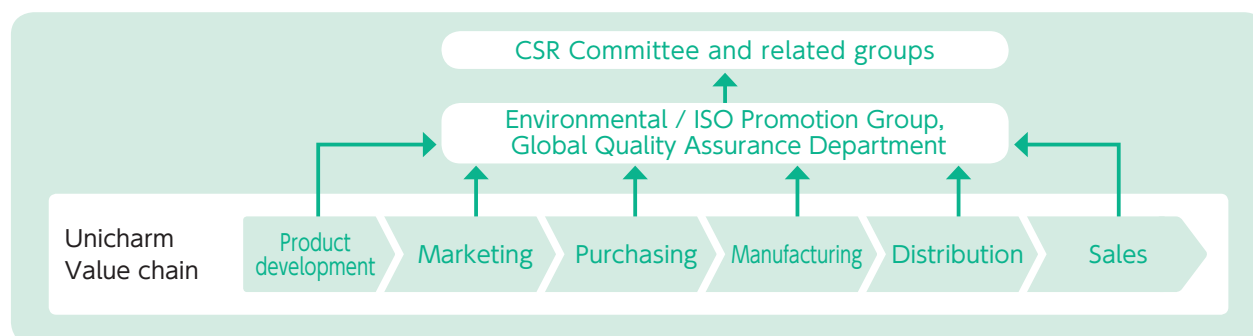 CSR Committee and related groups
Environmental / ISO Promotion Group,
Global Quality Assurance Department
Unicharm
Value chain
Product
development
Marketing
Purchasing
Manufacturing
Distribution
Sales